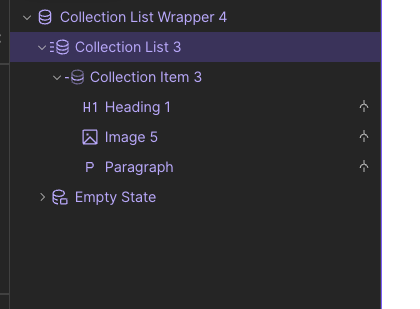 Collection List Wrapper 4
Collection List 3
Collection Item 3
H1 Heading 1
Image 5
P Paragraph
Empty State